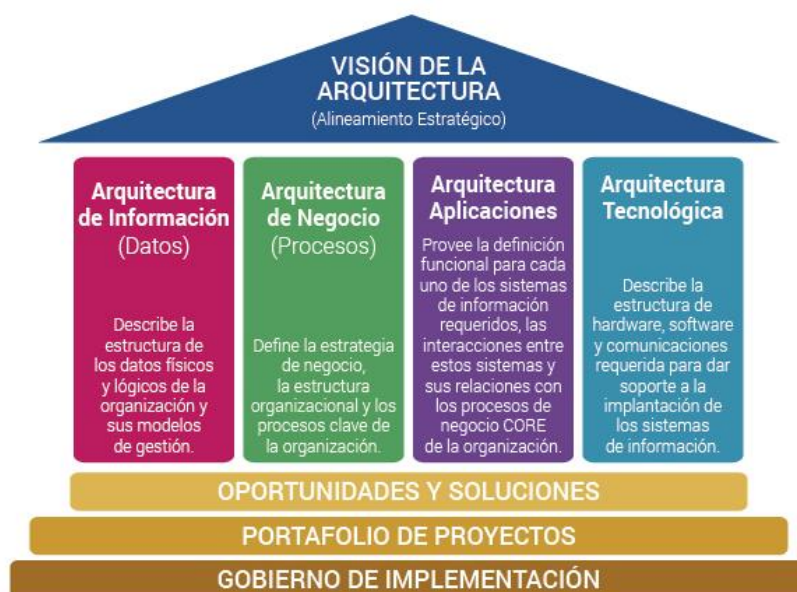 VISIÓN DE LA
ARQUITECTURA
(Alineamiento Estratégico)
Arquitectura
de Información
(Datos)
Describe la
estructura de
los datos físicos
y lógicos de la
organización y
sus modelos
de gestión.
Arquitectura
de Negocio
(Procesos)
Define la estrategia
de negocio,
la estructura
organizacional y los
procesos clave de
la organización.
Arquitectura
Aplicaciones
Provee la definición
funcional para cada
uno de los sistemas
de información
requeridos, las
interacciones entre
estos sistemas y
sus relaciones con
los procesos de
negocio CORE
de la organización.
Arquitectura
Tecnológica
Describe la
estructura de
hardware, software
y comunicaciones
requerida para dar
soporte a la
implantación de
los sistemas
de información.
OPORTUNIDADES Y SOLUCIONES
PORTAFOLIO DE PROYECTOS
GOBIERNO DE IMPLEMENTACIÓN